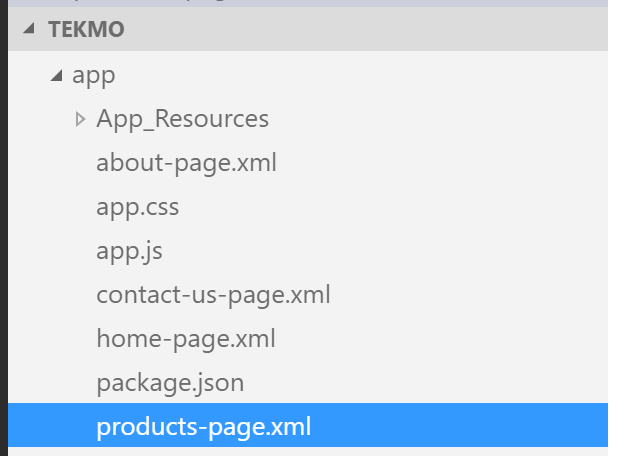 TEKMO
app
App_Resources
about-page.xml
app.css
app.js
contact-us-page.xml
home-page.xml
package.json
products-page.xml